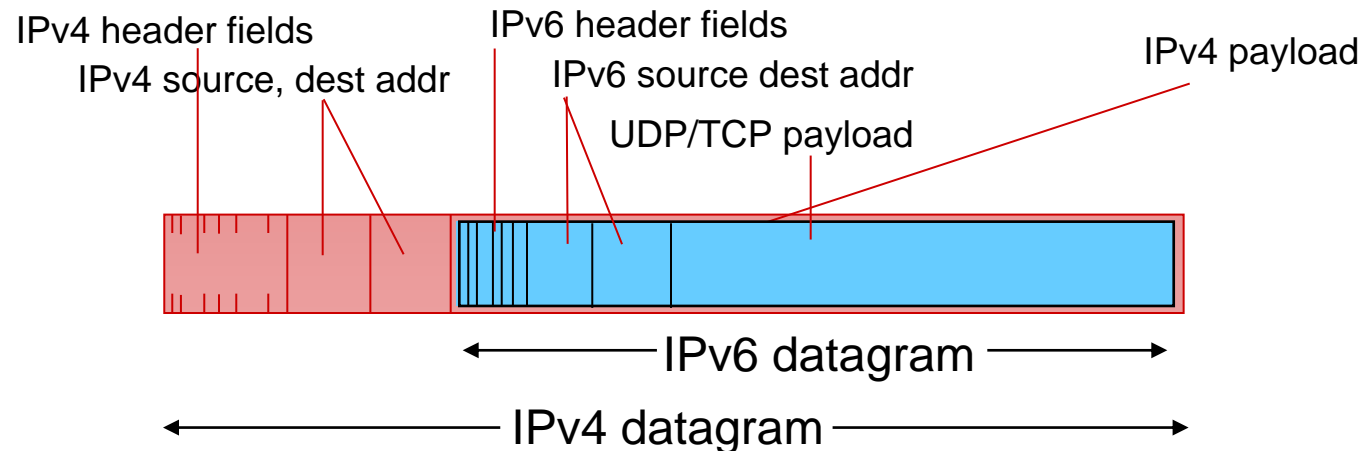 IPv4 header fields
IPv6 header fields
IPv4 payload
IPv4 source, dest addr
IPv6 source dest addr
UDP/TCP payload
IPv6 datagram
IPv4 datagram